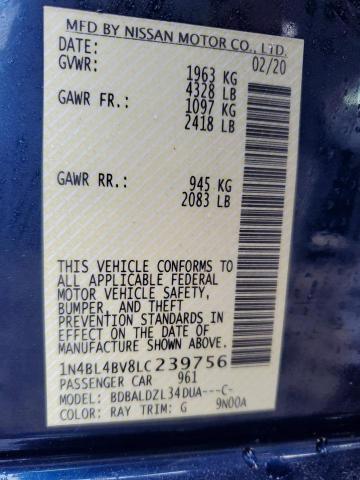 MFD BY NISSAN MOTOR CO., LTD.
DATE: 02/20
GVWR: 1963 KG
4328 LB
GAWR FR.: 1097 KG
2418 LB
GAWR RR.: 945 KG
2083 LB
THIS VEHICLE CONFORMS TO
ALL APPLICABLE FEDERAL
MOTOR VEHICLE SAFETY,
BUMPER, AND THEFT
PREVENTION STANDARDS IN
EFFECT ON THE DATE OF
MANUFACTURE SHOWN ABOVE.
1N4BL4BV8LC239756
PASSENGER CAR 961
MODEL: BDBALDZL34DUA---C-
COLOR: RAY TRIM: G 9N00A